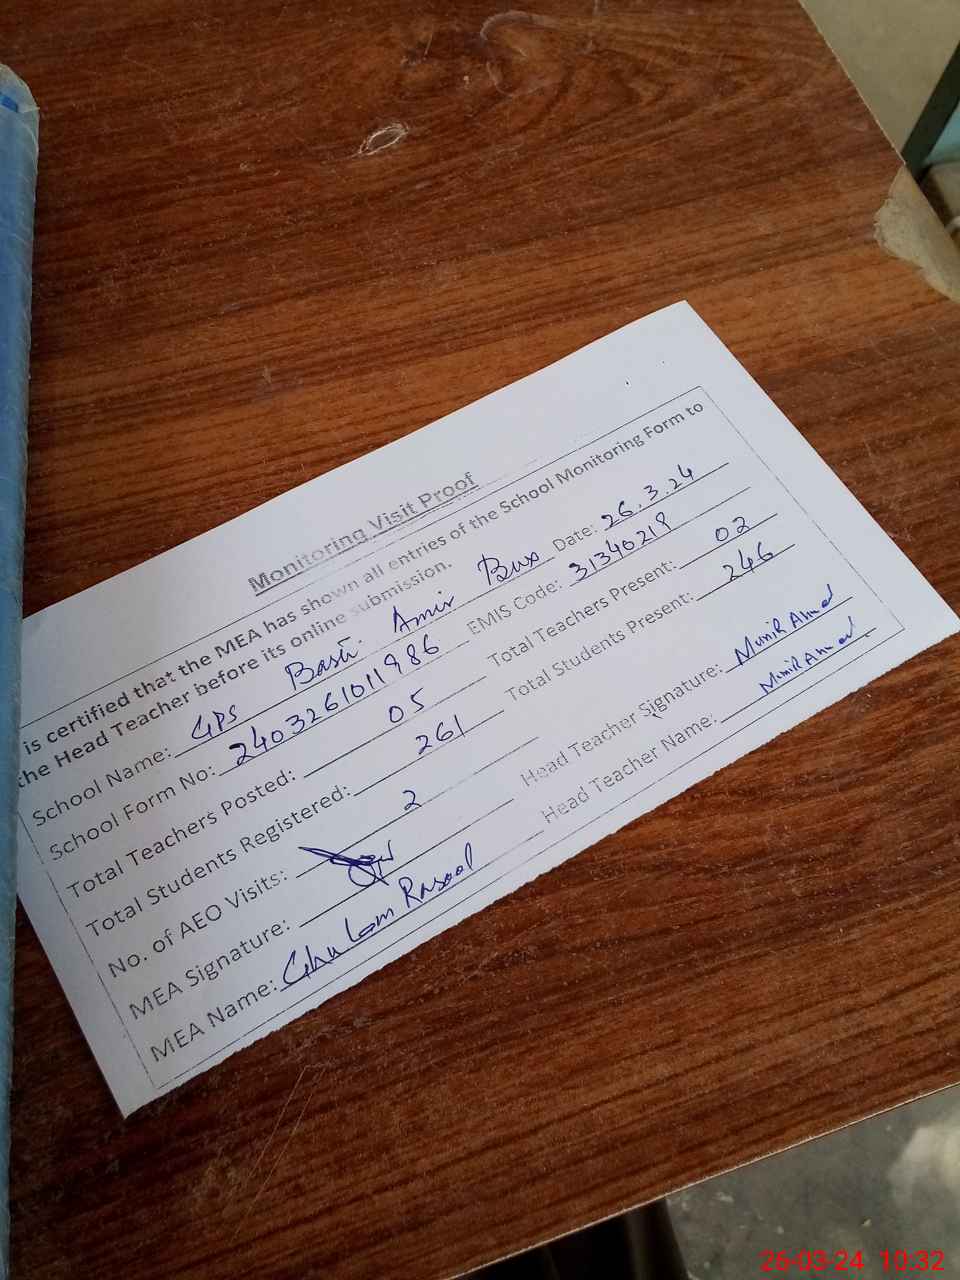 Monitoring Visit Proof
is certified that the MEA has shown all entries of the School Monitoring Form to
the Head Teacher before its online submission.
School Name: GPS Basti Amir Bux Date: 26.3.24
School Form No: 2403261011986 EMIS Code: 31340218
Total Teachers Posted: 05 Total Teachers Present: 02
Total Students Registered: 261 Total Students Present: 246
No. of AEO Visits: 2
MEA Signature: Head Teacher Signature: Munir Ahmed
MEA Name: Ghulam Rasool Head Teacher Name: Munir Ahmed
26-03-24 10:32